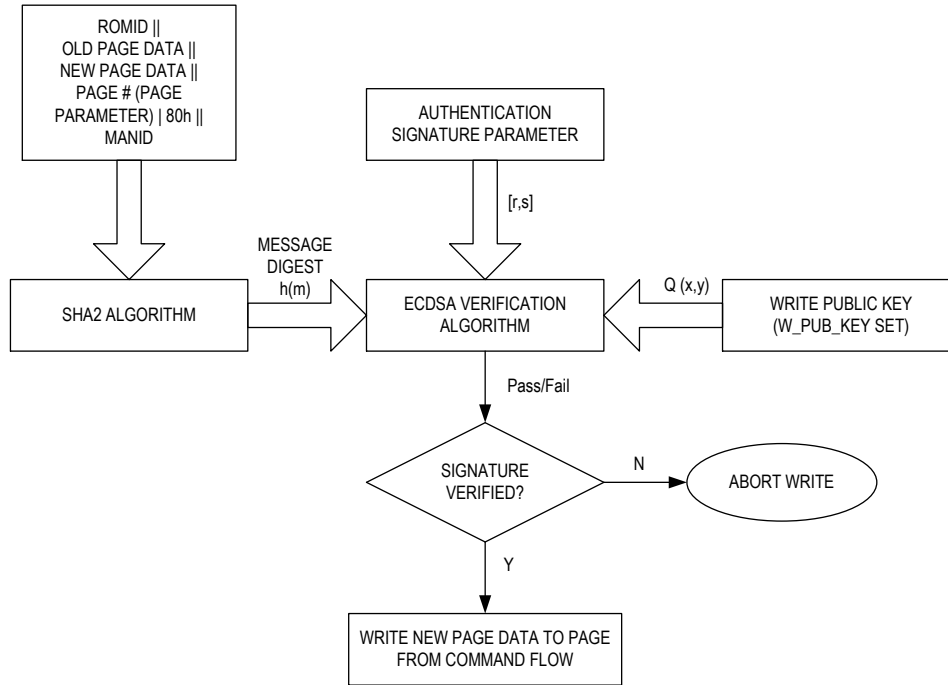 ROMID ||
OLD PAGE DATA ||
NEW PAGE DATA ||
PAGE # (PAGE
PARAMETER) | 80h ||
MANID
AUTHENTICATION
SIGNATURE PARAMETER
[r,s]
MESSAGE
DIGEST
h(m)
Q (x,y)
SHA2 ALGORITHM
ECDSA VERIFICATION
ALGORITHM
WRITE PUBLIC KEY
(W_PUB_KEY SET)
Pass/Fail
SIGNATURE
VERIFIED?
N
ABORT WRITE
Y
WRITE NEW PAGE DATA TO PAGE
FROM COMMAND FLOW